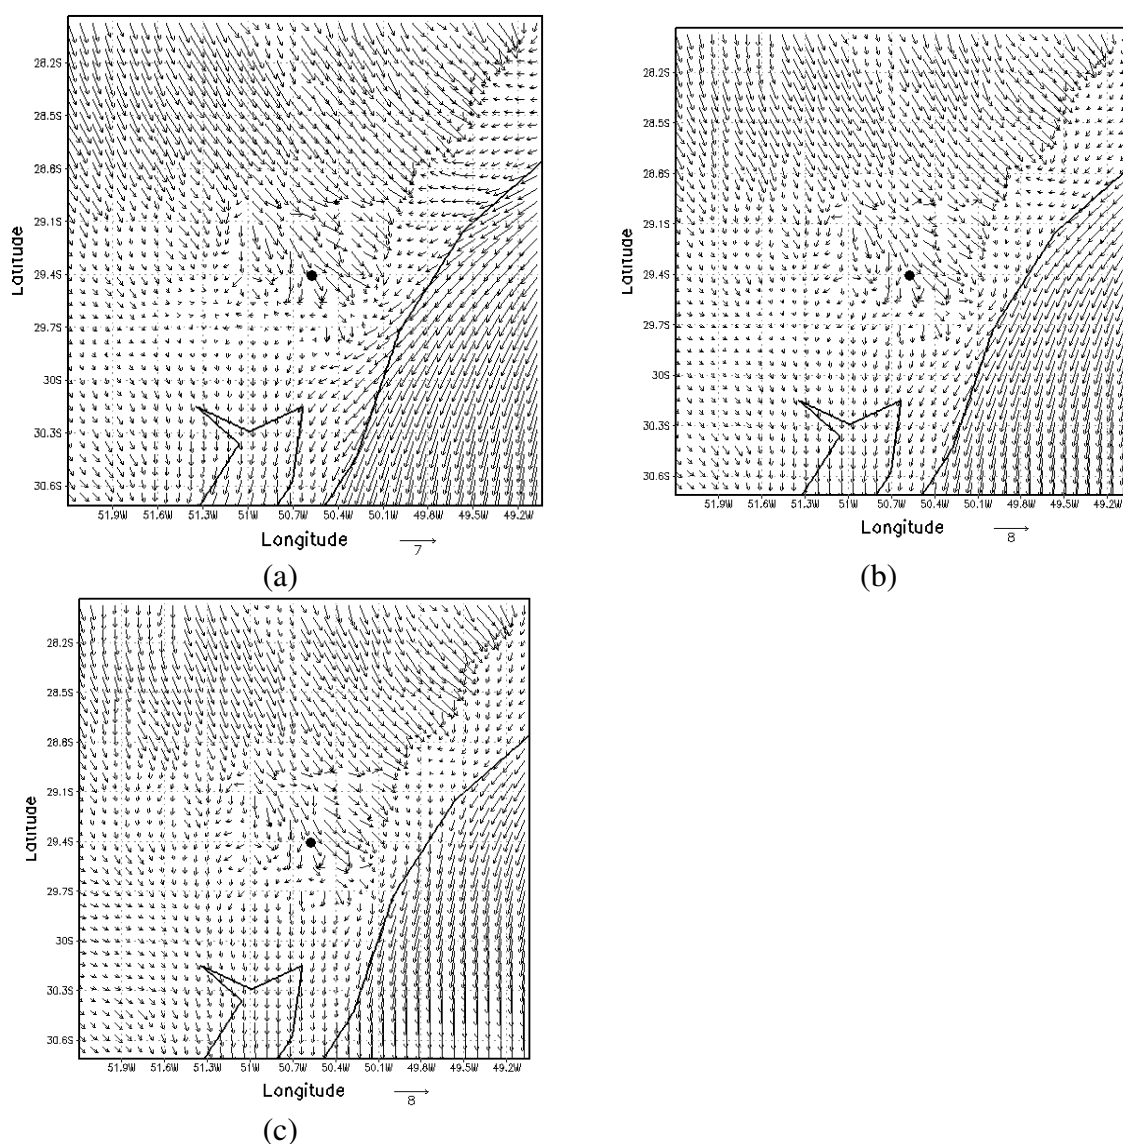 28.2S
28.5S
28.8S
29.1S
29.4S
29.7S
30S
30.3S
30.6S
Latitude
51.9W 51.6W 51.3W 51W 50.7W 50.4W 50.1W 49.8W 49.5W 49.2W
Longitude
7
(a)
28.2S
28.5S
28.8S
29.1S
29.4S
29.7S
30S
30.3S
30.6S
Latitude
51.9W 51.6W 51.3W 51W 50.7W 50.4W 50.1W 49.8W 49.5W 49.2W
Longitude
8
(b)
28.2S
28.5S
28.8S
29.1S
29.4S
29.7S
30S
30.3S
30.6S
Latitude
51.9W 51.6W 51.3W 51W 50.7W 50.4W 50.1W 49.8W 49.5W 49.2W
Longitude
8
(c)